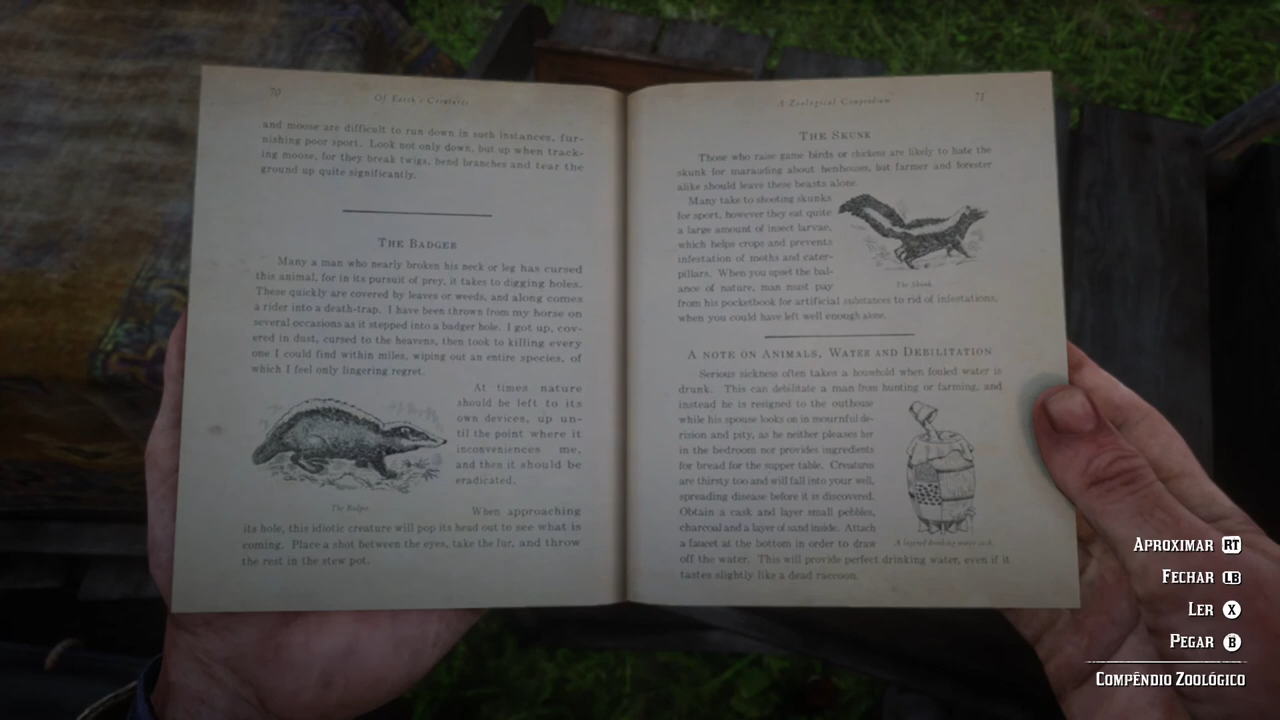 70
Of Earth's Creatures
and moose are difficult to run down in such instances, fur-
nishing poor sport. Look not only down, but up when track-
ing moose, for they break twigs, bend branches and tear the
ground up quite significantly.
THE BADGER
Many a man who nearly broken his neck or leg has cursed
this animal, for in its pursuit of prey, it takes to digging holes.
These quickly are covered by leaves or weeds, and along comes
a rider into a death-trap. I have been thrown from my horse on
several occasions as it stepped into a badger hole. I got up, cov-
ered in dust, cursed to the heavens, then took to killing every
one I could find within miles, wiping out an entire species, of
which I feel only lingering regret.
At times nature
should be left to its
own devices, up un-
til the point where it
inconveniences me,
and then it should be
eradicated.
The Badger.
When approaching
its hole, this idiotic creature will pop its head out to see what is
coming. Place a shot between the eyes, take the fur, and throw
the rest in the stew pot.
A Zoological Compendium
71
THE SKUNK
Those who raise game birds or chickens are likely to hate the
skunk for marauding about henhouses, but farmer and forester
alike should leave these beasts alone.
Many take to shooting skunks
for sport, however they eat quite
a large amount of insect larvae,
which helps crops and prevents
infestation of moths and cater-
pillars. When you upset the bal-
ance of nature, man must pay
The Skunk.
from his pocketbook for artificial substances to rid of infestations,
when you could have left well enough alone.
A NOTE ON ANIMALS, WATER AND DEBILITATION
Serious sickness often takes a household when fouled water is
drunk. This can debilitate a man from hunting or farming, and
instead he is resigned to the outhouse
while his spouse looks on in mournful de-
rision and pity, as he neither pleases her
in the bedroom nor provides ingredients
for bread for the supper table. Creatures
are thirsty too and will fall into your well,
spreading disease before it is discovered.
Obtain a cask and layer small pebbles,
charcoal and a layer of sand inside. Attach
a faucet at the bottom in order to draw
A layered drinking water cask.
off the water. This will provide perfect drinking water, even if it
tastes slightly like a dead raccoon.
APROXIMAR RT
FECHAR LB
LER X
PEGAR B
COMPÊNDIO ZOOLÓGICO